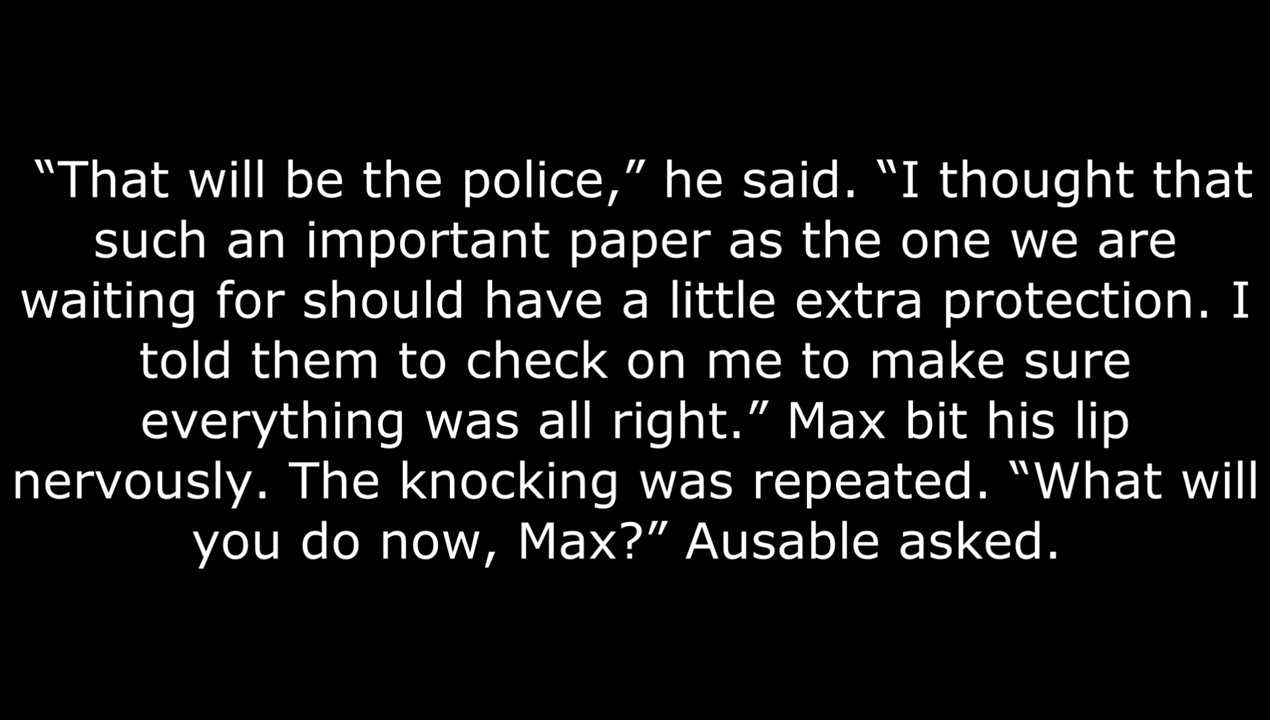 “That will be the police,” he said. “I thought that
such an important paper as the one we are
waiting for should have a little extra protection. I
told them to check on me to make sure
everything was all right.” Max bit his lip
nervously. The knocking was repeated. “What will
you do now, Max?” Ausable asked.